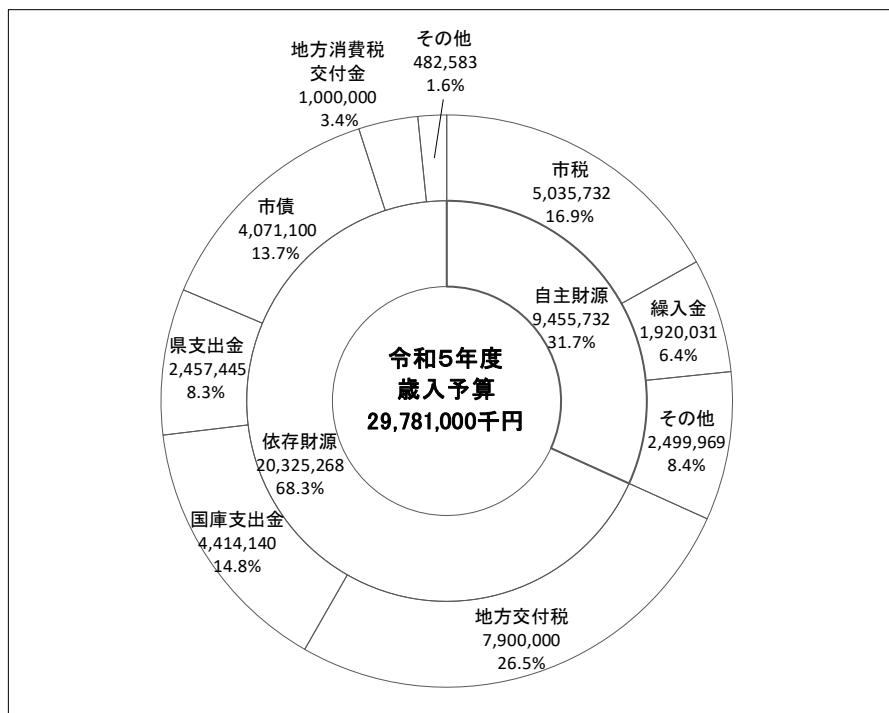 地方消費税
交付金
1,000,000
3.4%
その他
482,583
1.6%
市税
5,035,732
16.9%
繰入金
1,920,031
6.4%
その他
2,499,969
8.4%
地方交付税
7,900,000
26.5%
国庫支出金
4,414,140
14.8%
県支出金
2,457,445
8.3%
市債
4,071,100
13.7%
自主財源
9,455,732
31.7%
依存財源
20,325,268
68.3%
令和5年度
歳入予算
29,781,000千円